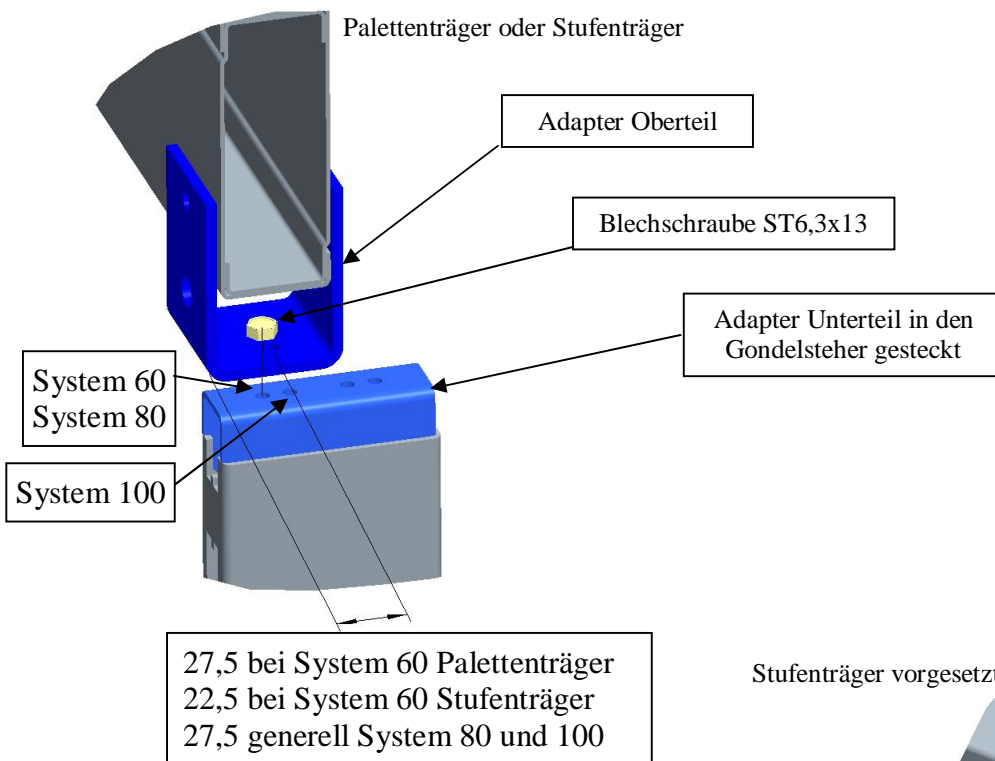 Palettenträger oder Stufenträger
Adapter Oberteil
Blechschraube ST6,3x13
Adapter Unterteil in den
Gondelsteher gesteckt
System 60
System 80
System 100
27,5 bei System 60 Palettenträger
22,5 bei System 60 Stufenträger
27,5 generell System 80 und 100
Stufenträger vorgesetzt